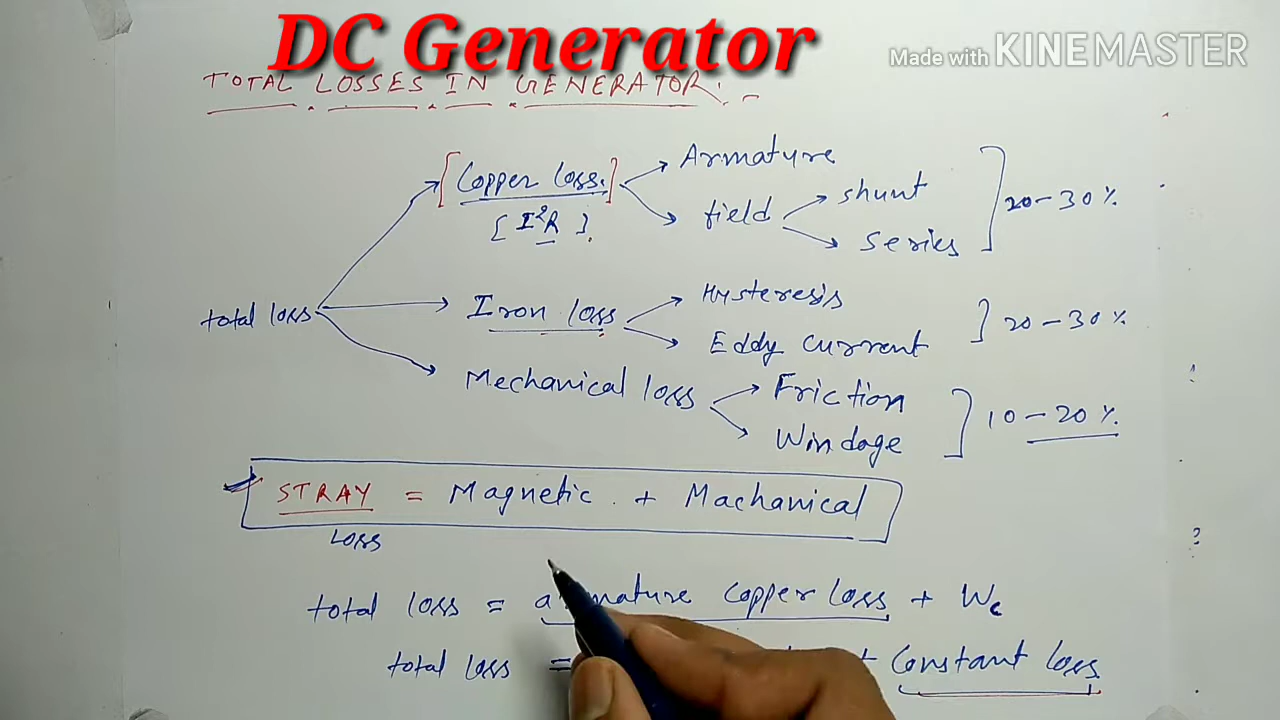 DC Generator
Made with KINEMASTER
TOTAL LOSSES IN GENERATOR:-
Armature
[Copper loss.]
shunt
20-30%
field
[I²R].
series
Hysteresis
total loss
Iron loss
20-30%
Eddy current
Mechanical loss
Friction
10-20%
Windage
STRAY = Magnetic. + Machanical
Loss
total loss = armature copper loss + Wc
total loss = + Constant loss